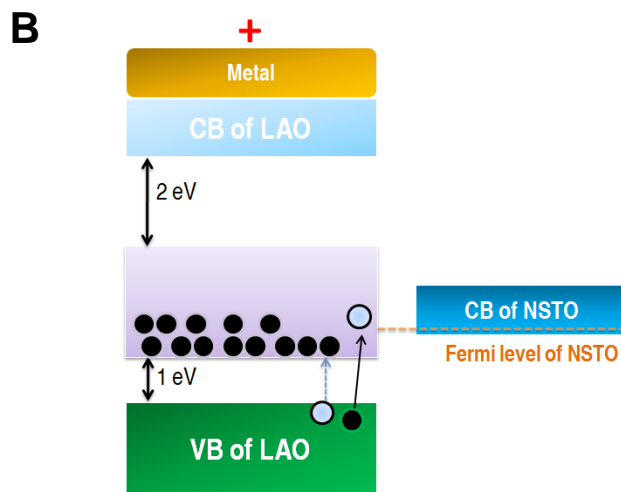 B
+
Metal
CB of LAO
2 eV
CB of NSTO
Fermi level of NSTO
1 eV
VB of LAO